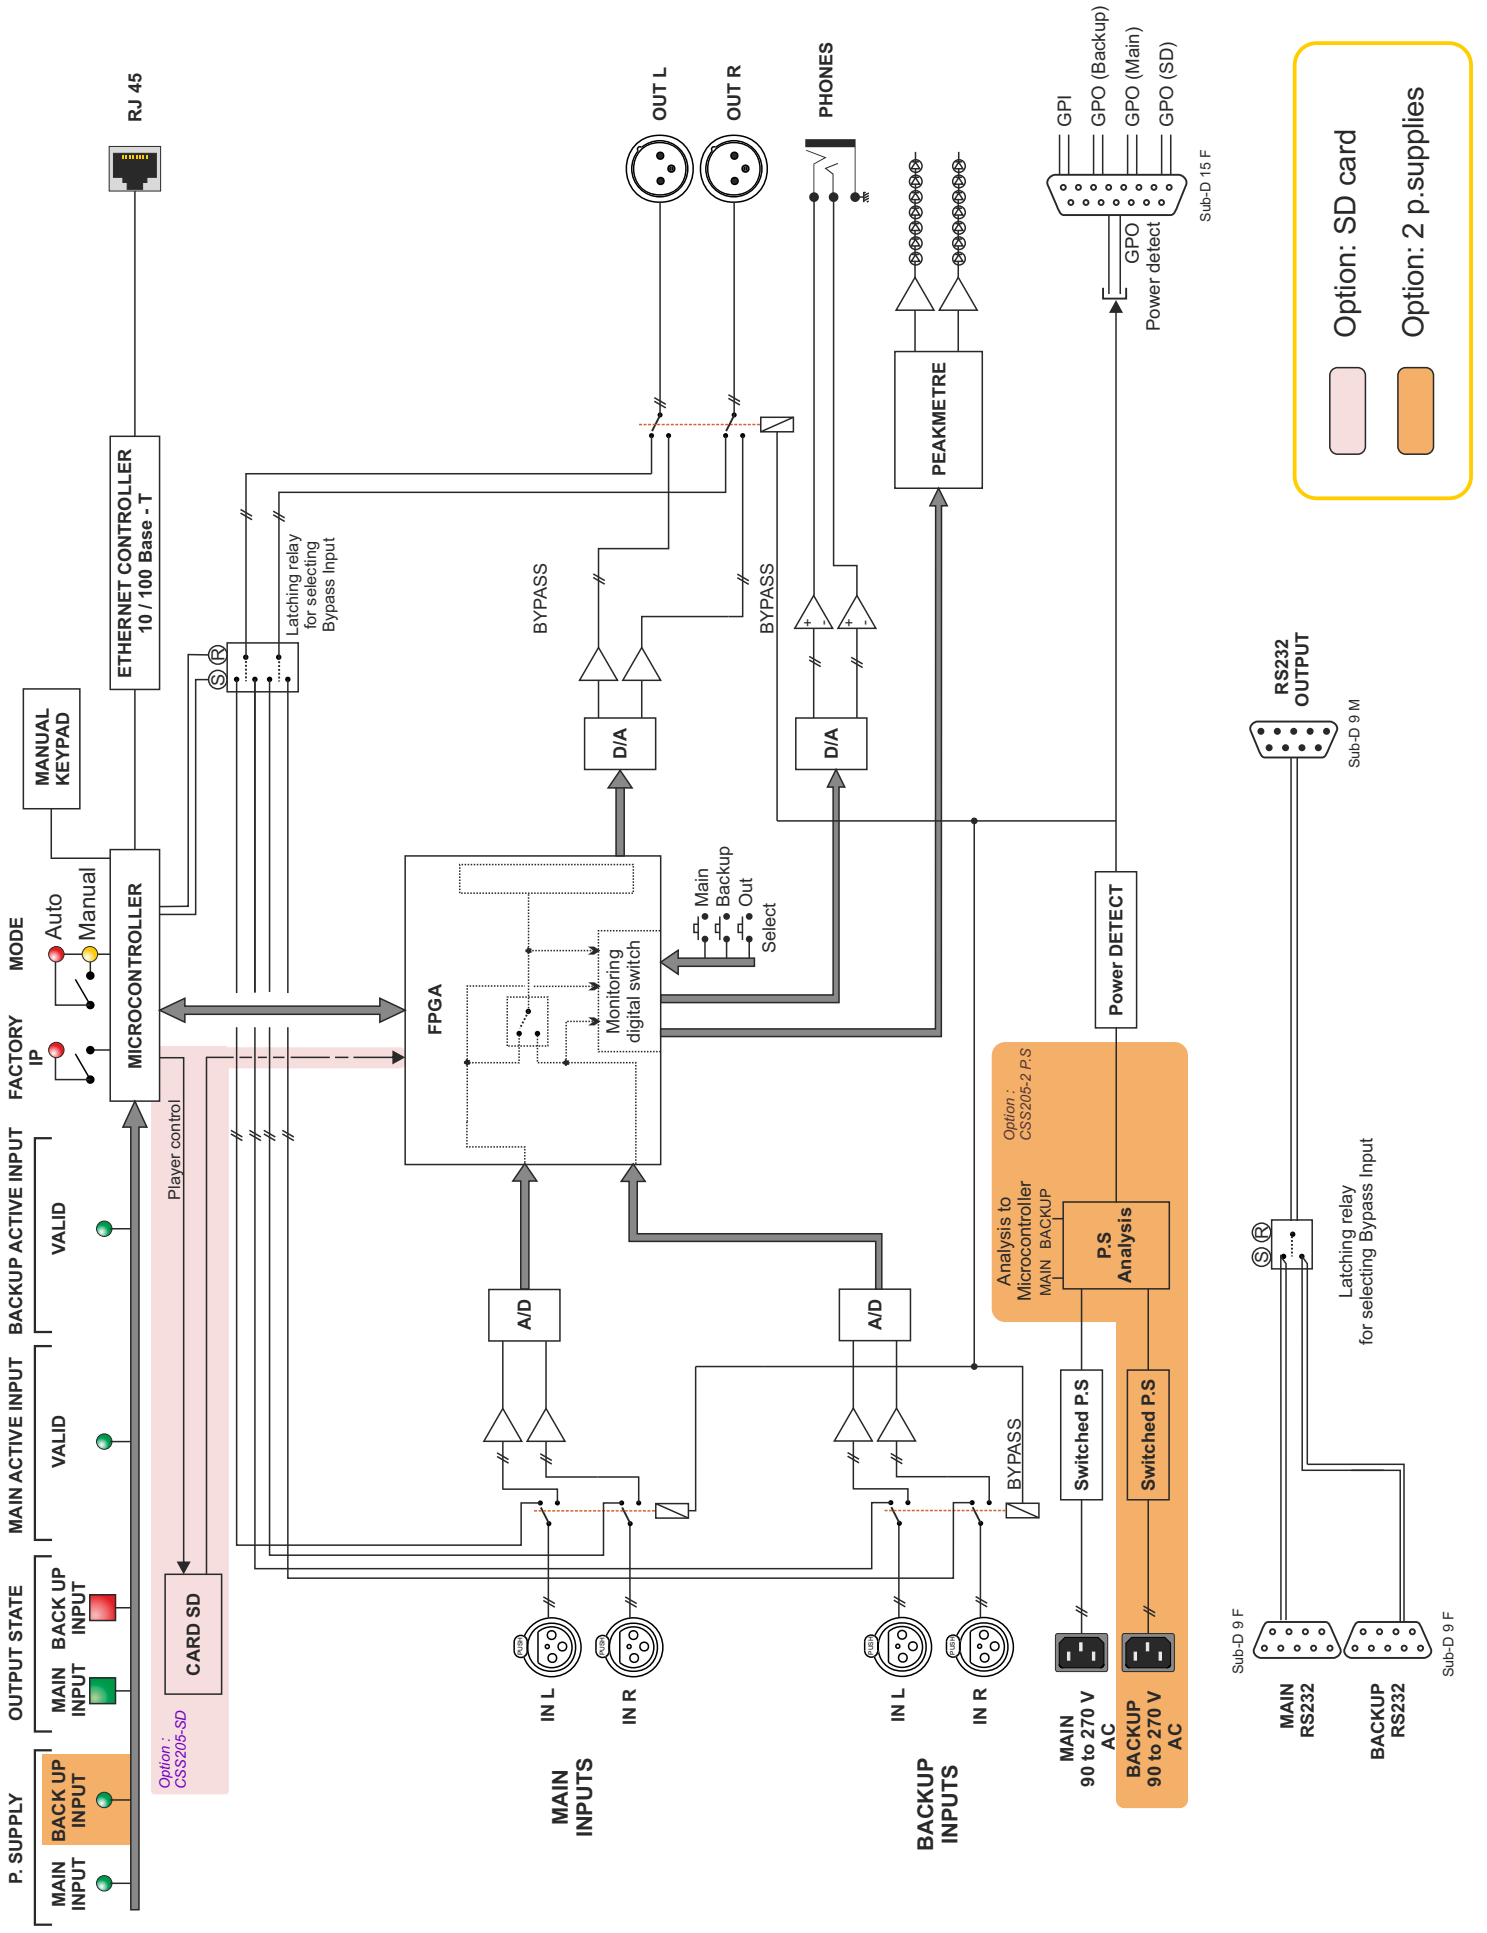 P. SUPPLY
MAIN
INPUT
BACK UP
INPUT
OUTPUT STATE
MAIN
INPUT
BACK UP
INPUT
MAIN ACTIVE INPUT
VALID
BACKUP ACTIVE INPUT
VALID
FACTORY
IP
MODE
Auto
Manual
MANUAL
KEYPAD
MICROCONTROLLER
ETHERNET CONTROLLER
10 / 100 Base - T
RJ 45
Option :
CSS205-SD
CARD SD
Player control
S
R
Latching relay
for selecting
Bypass Input
FPGA
Monitoring
digital switch
Main
Backup
Out
Select
MAIN
INPUTS
IN L
PUSH
IN R
PUSH
A/D
D/A
BYPASS
BYPASS
OUT L
OUT R
D/A
+
-
+
-
PHONES
PEAKMETRE
BACKUP
INPUTS
IN L
PUSH
IN R
PUSH
A/D
BYPASS
MAIN
90 to 270 V
AC
BACKUP
90 to 270 V
AC
Switched P.S
Switched P.S
P.S
Analysis
Analysis to
Microcontroller
MAIN BACKUP
Option :
CSS205-2 P.S
Power DETECT
GPO
Power detect
GPI
GPO (Backup)
GPO (Main)
GPO (SD)
Sub-D 15 F
Sub-D 9 F
MAIN
RS232
BACKUP
RS232
Sub-D 9 F
S
R
Latching relay
for selecting Bypass Input
RS232
OUTPUT
Sub-D 9 M
Option: SD card
Option: 2 p.supplies